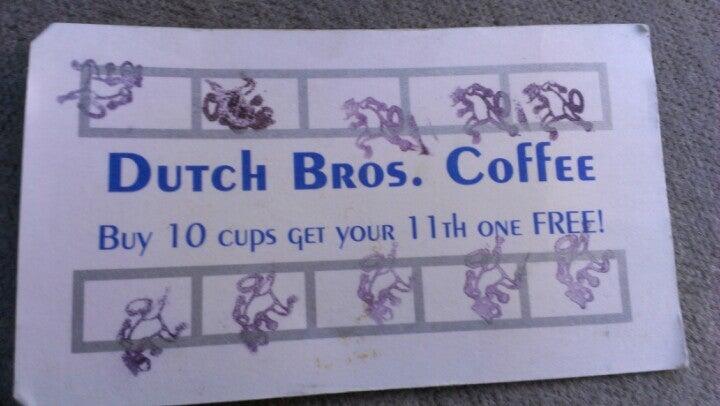 Dutch Bros. Coffee
Buy 10 cups get your 11th one FREE!